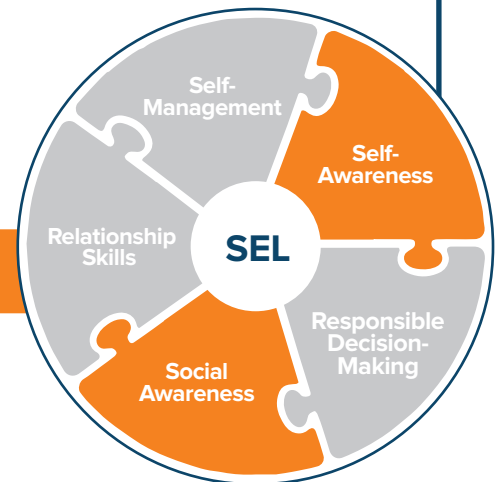 Self-
Management
Self-
Awareness
Relationship
Skills
SEL
Responsible
Decision-
Making
Social
Awareness